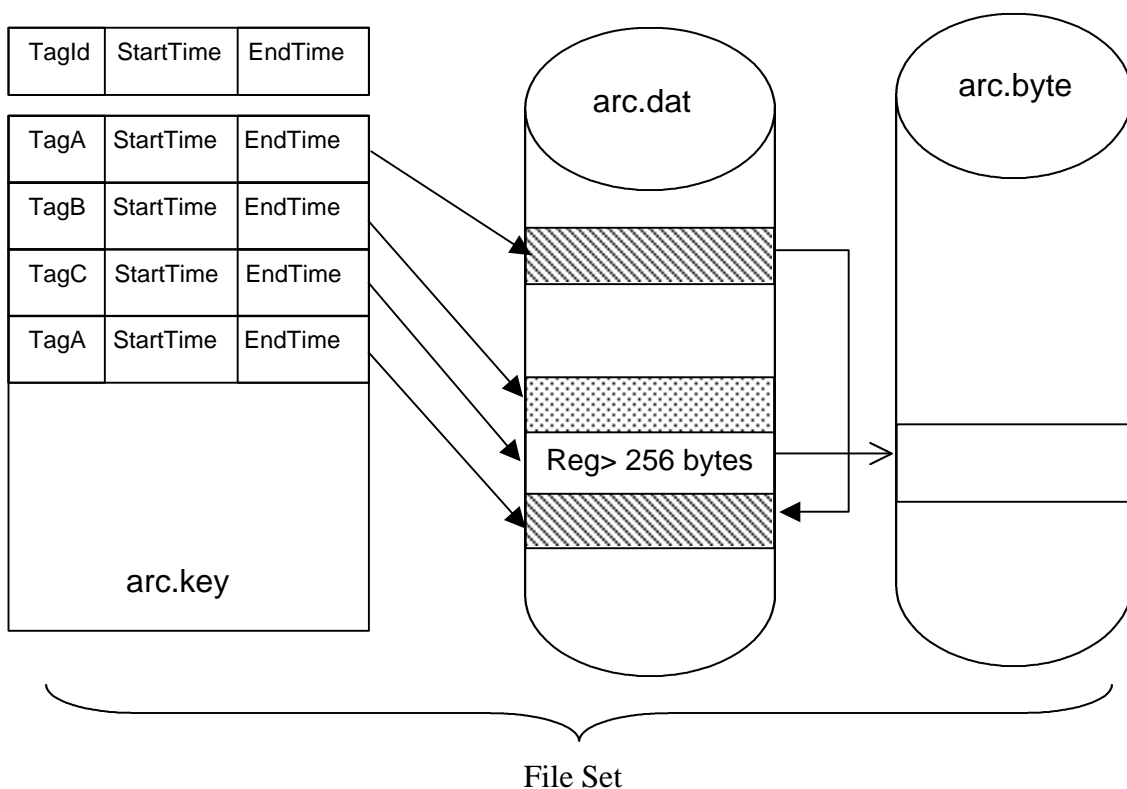 TagId StartTime EndTime
TagA StartTime EndTime
TagB StartTime EndTime
TagC StartTime EndTime
TagA StartTime EndTime
arc.key
arc.dat
Reg> 256 bytes
arc.byte
File Set